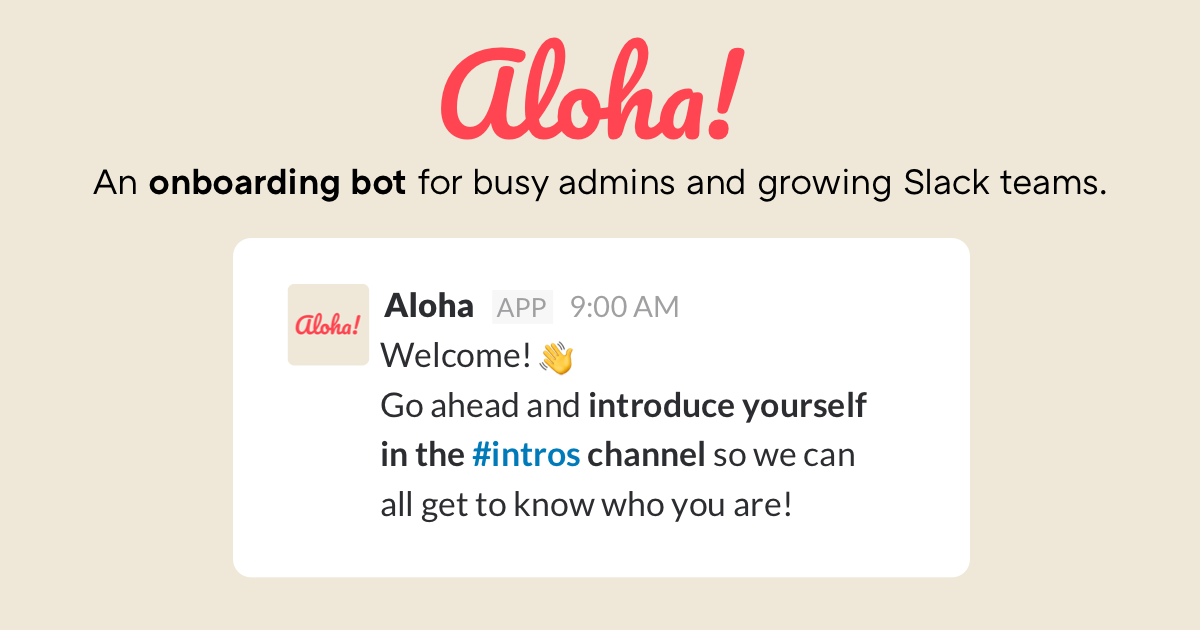 Aloha!
An onboarding bot for busy admins and growing Slack teams.
Aloha!
Aloha APP 9:00 AM
Welcome! 👋
Go ahead and introduce yourself
in the #intros channel so we can
all get to know who you are!